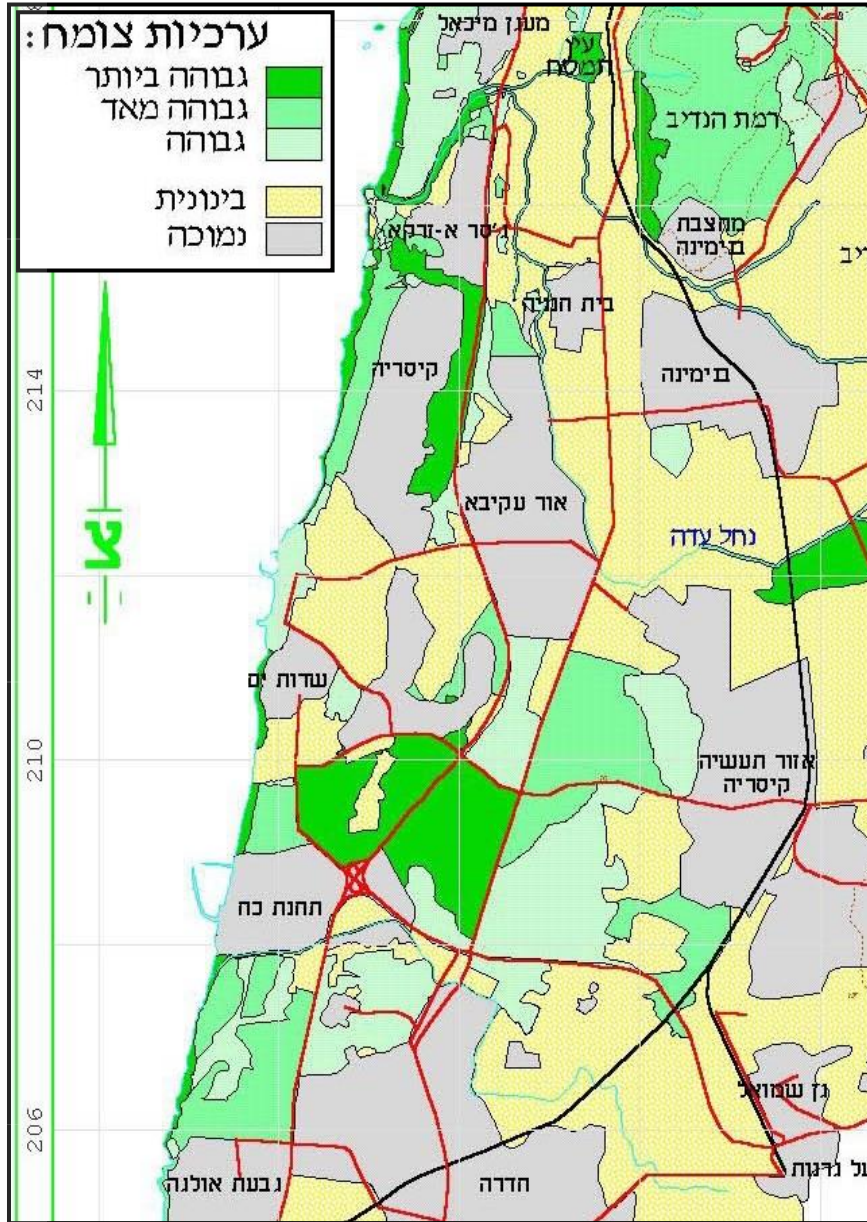 ערכיות צומח:
גבוהה ביותר
גבוהה מאד
גבוהה
בינונית
נמוכה
מעגן מיכאל
עין
תמסח
רמת הנדיב
ג'סר א-זרקא
מחצבת
בנימינה
בית חנניה
214
קיסריה
בנימינה
אור עקיבא
נחל עדה
שדות ים
210
אזור תעשיה
קיסריה
תחנת כח
206
גן שמואל
גבעת אולגה
חדרה